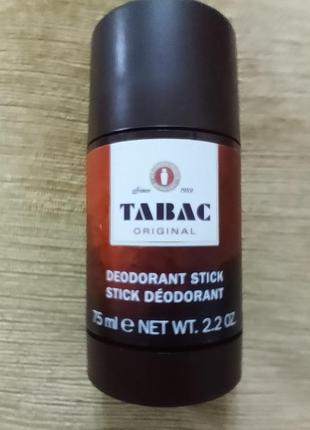 Since 1959
TABAC
ORIGINAL
DEODORANT STICK
STICK DÉODORANT
75 ml e NET WT. 2.2 OZ.